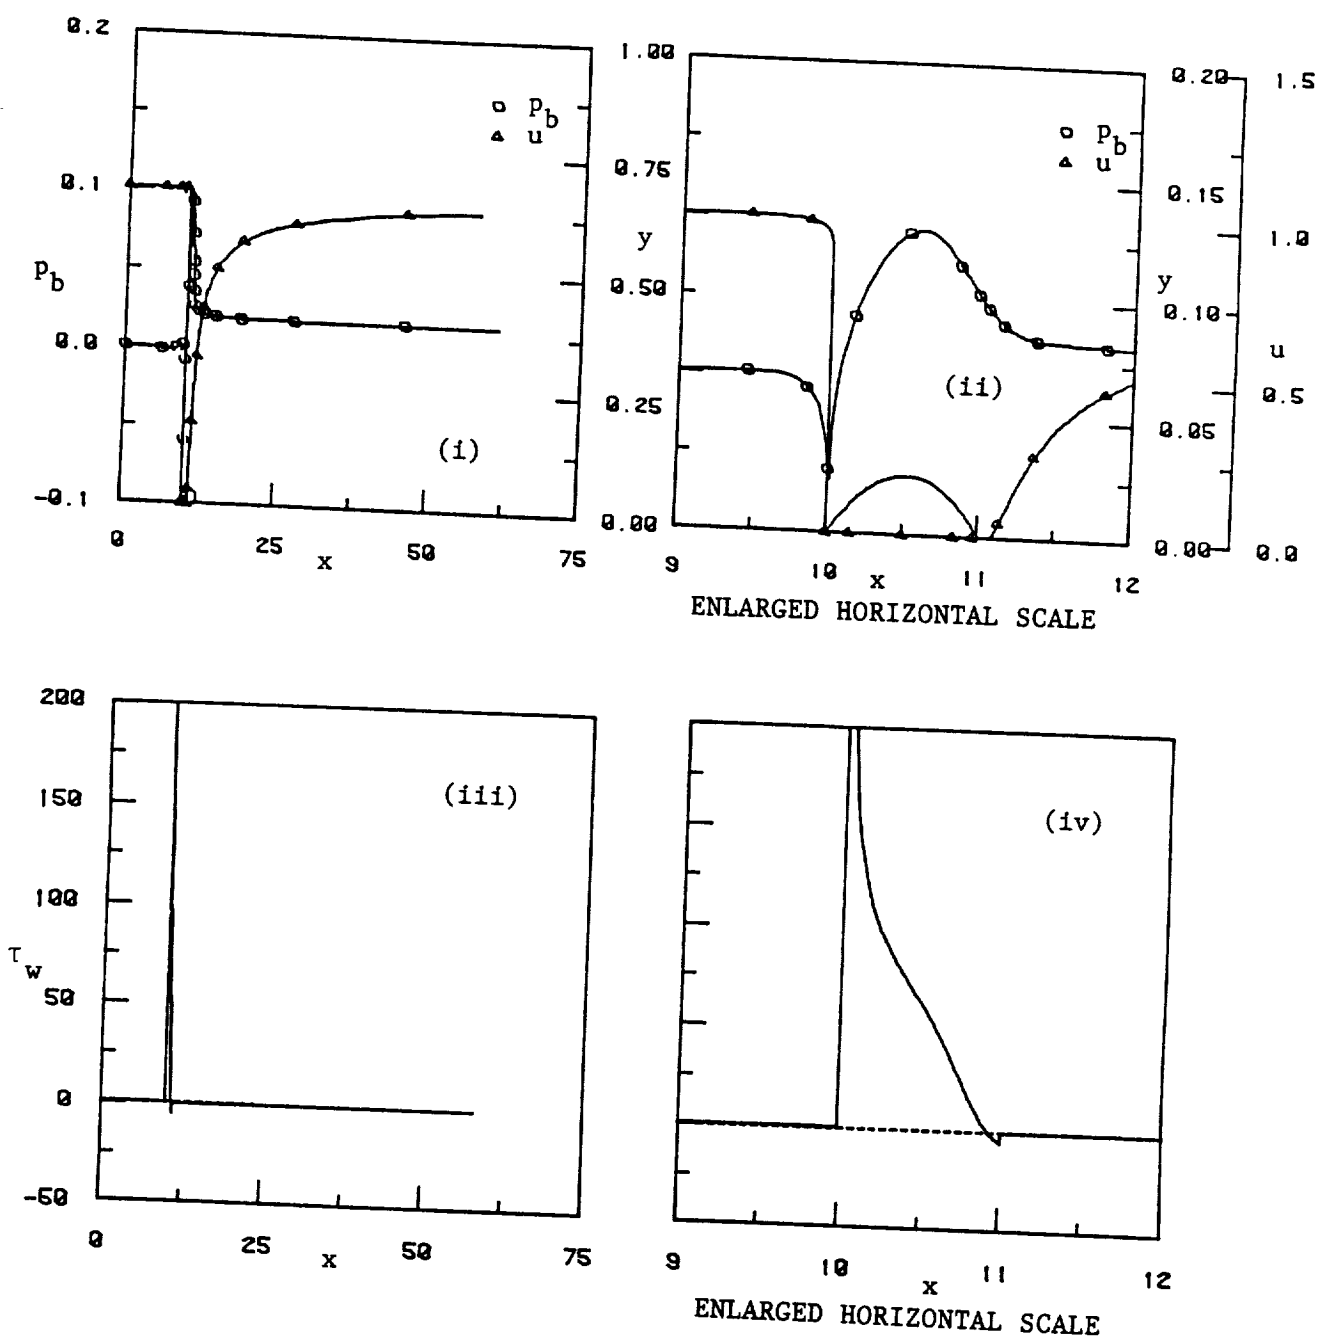 0.2
0.1
p_b
0.0
-0.1
0 25 50 75
x
p_b
u
(i)
1.00
0.75
y
0.50
0.25
0.00
9 10 11 12
x
ENLARGED HORIZONTAL SCALE
p_b
u
(ii)
0.20
0.15
y
0.10
0.05
0.00
1.5
1.0
u
0.5
0.0
200
150
100
τ_w
50
0
-50
0 25 50 75
x
(iii)
(iv)
9 10 11 12
x
ENLARGED HORIZONTAL SCALE